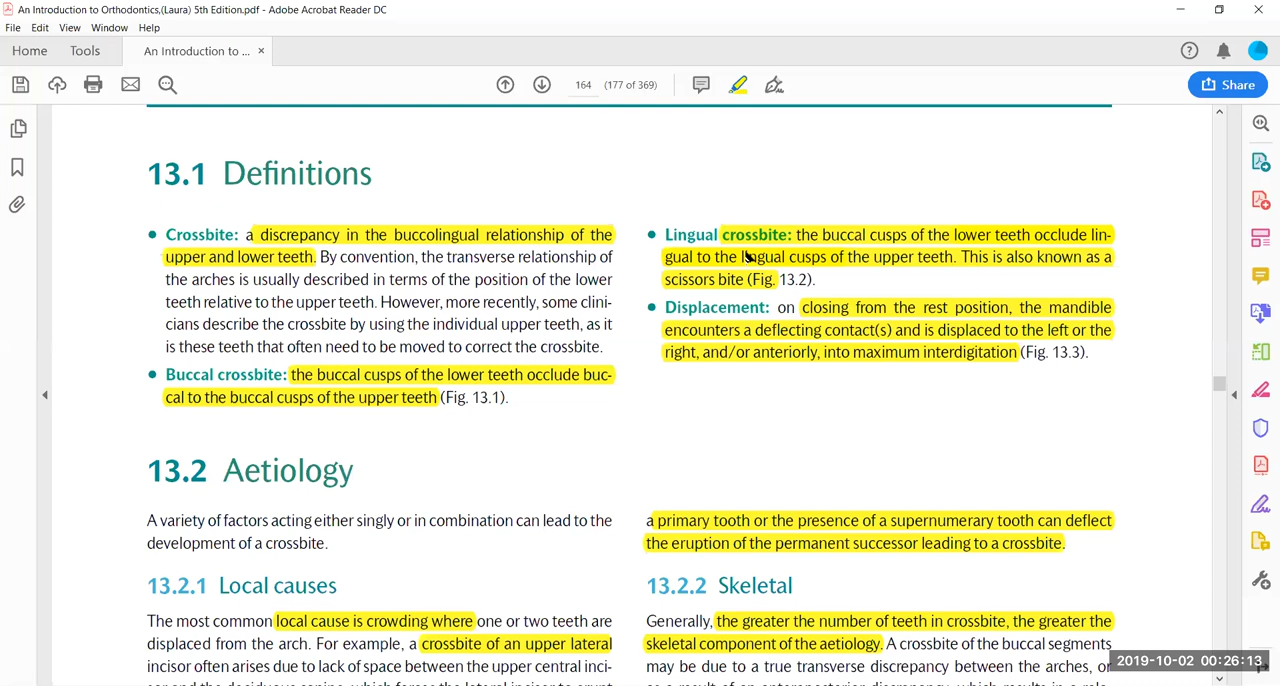 An Introduction to Orthodontics,(Laura) 5th Edition.pdf - Adobe Acrobat Reader DC
File Edit View Window Help
Home Tools An Introduction to ... ×
164 (177 of 369)
Share
13.1 Definitions
• Crossbite: a discrepancy in the buccolingual relationship of the
upper and lower teeth. By convention, the transverse relationship of
the arches is usually described in terms of the position of the lower
teeth relative to the upper teeth. However, more recently, some clini-
cians describe the crossbite by using the individual upper teeth, as it
is these teeth that often need to be moved to correct the crossbite.
• Buccal crossbite: the buccal cusps of the lower teeth occlude buc-
cal to the buccal cusps of the upper teeth (Fig. 13.1).
• Lingual crossbite: the buccal cusps of the lower teeth occlude lin-
gual to the lingual cusps of the upper teeth. This is also known as a
scissors bite (Fig. 13.2).
• Displacement: on closing from the rest position, the mandible
encounters a deflecting contact(s) and is displaced to the left or the
right, and/or anteriorly, into maximum interdigitation (Fig. 13.3).
13.2 Aetiology
A variety of factors acting either singly or in combination can lead to the
development of a crossbite.
13.2.1 Local causes
The most common local cause is crowding where one or two teeth are
displaced from the arch. For example, a crossbite of an upper lateral
incisor often arises due to lack of space between the upper central inci-
a primary tooth or the presence of a supernumerary tooth can deflect
the eruption of the permanent successor leading to a crossbite.
13.2.2 Skeletal
Generally, the greater the number of teeth in crossbite, the greater the
skeletal component of the aetiology. A crossbite of the buccal segments
may be due to a true transverse discrepancy between the arches, or
2019-10-02 00:26:13